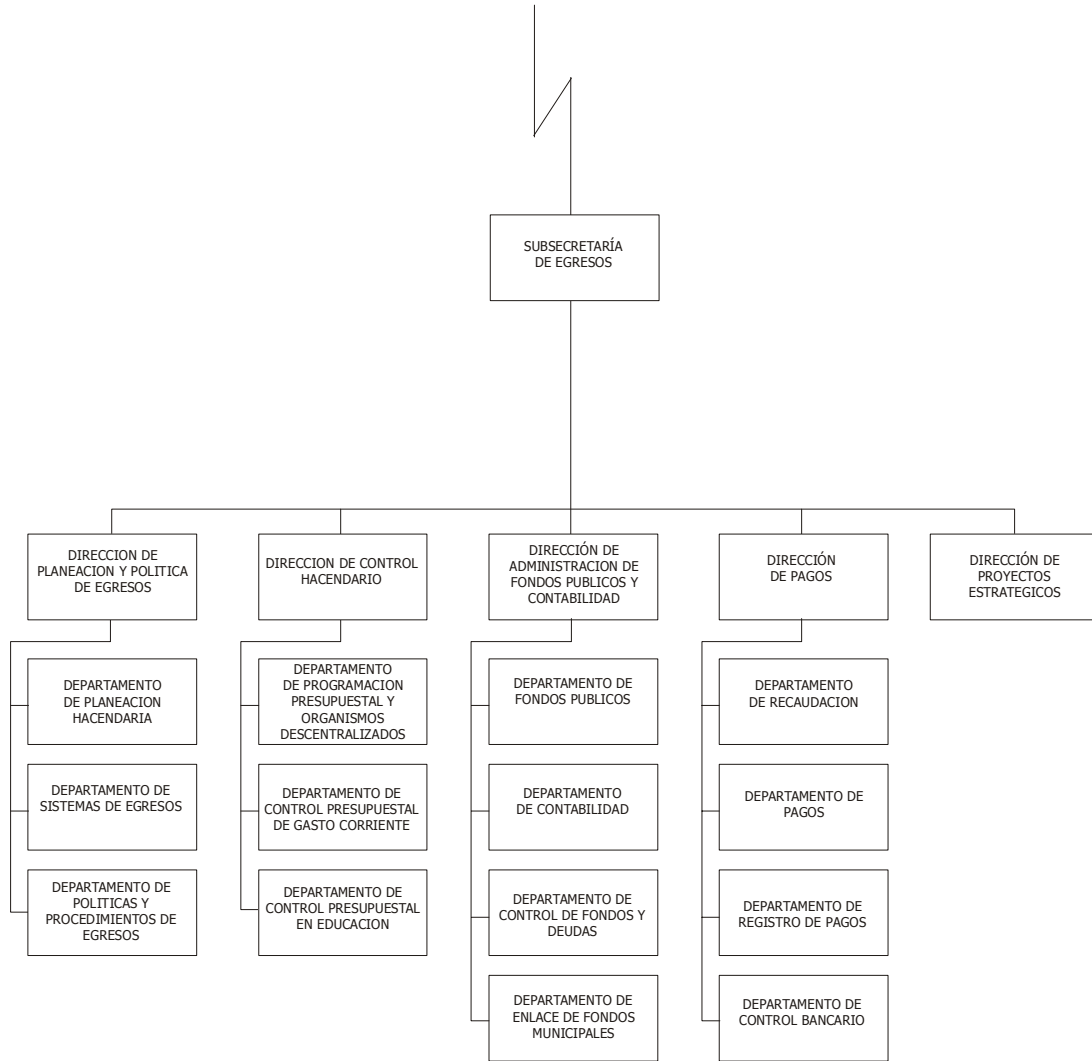 SUBSECRETARÍA
DE EGRESOS
DIRECCION DE
PLANEACION Y POLITICA
DE EGRESOS
DIRECCION DE CONTROL
HACENDARIO
DIRECCIÓN DE
ADMINISTRACION DE
FONDOS PUBLICOS Y
CONTABILIDAD
DIRECCIÓN
DE PAGOS
DIRECCIÓN DE
PROYECTOS
ESTRATEGICOS
DEPARTAMENTO
DE PLANEACION
HACENDARIA
DEPARTAMENTO DE
SISTEMAS DE EGRESOS
DEPARTAMENTO DE
POLITICAS Y
PROCEDIMIENTOS DE
EGRESOS
DEPARTAMENTO
DE PROGRAMACION
PRESUPUESTAL Y
ORGANISMOS
DESCENTRALIZADOS
DEPARTAMENTO DE
CONTROL PRESUPUESTAL
DE GASTO CORRIENTE
DEPARTAMENTO DE
CONTROL PRESUPUESTAL
EN EDUCACION
DEPARTAMENTO DE
FONDOS PUBLICOS
DEPARTAMENTO
DE CONTABILIDAD
DEPARTAMENTO DE
CONTROL DE FONDOS Y
DEUDAS
DEPARTAMENTO DE
ENLACE DE FONDOS
MUNICIPALES
DEPARTAMENTO
DE RECAUDACION
DEPARTAMENTO DE
PAGOS
DEPARTAMENTO DE
REGISTRO DE PAGOS
DEPARTAMENTO DE
CONTROL BANCARIO